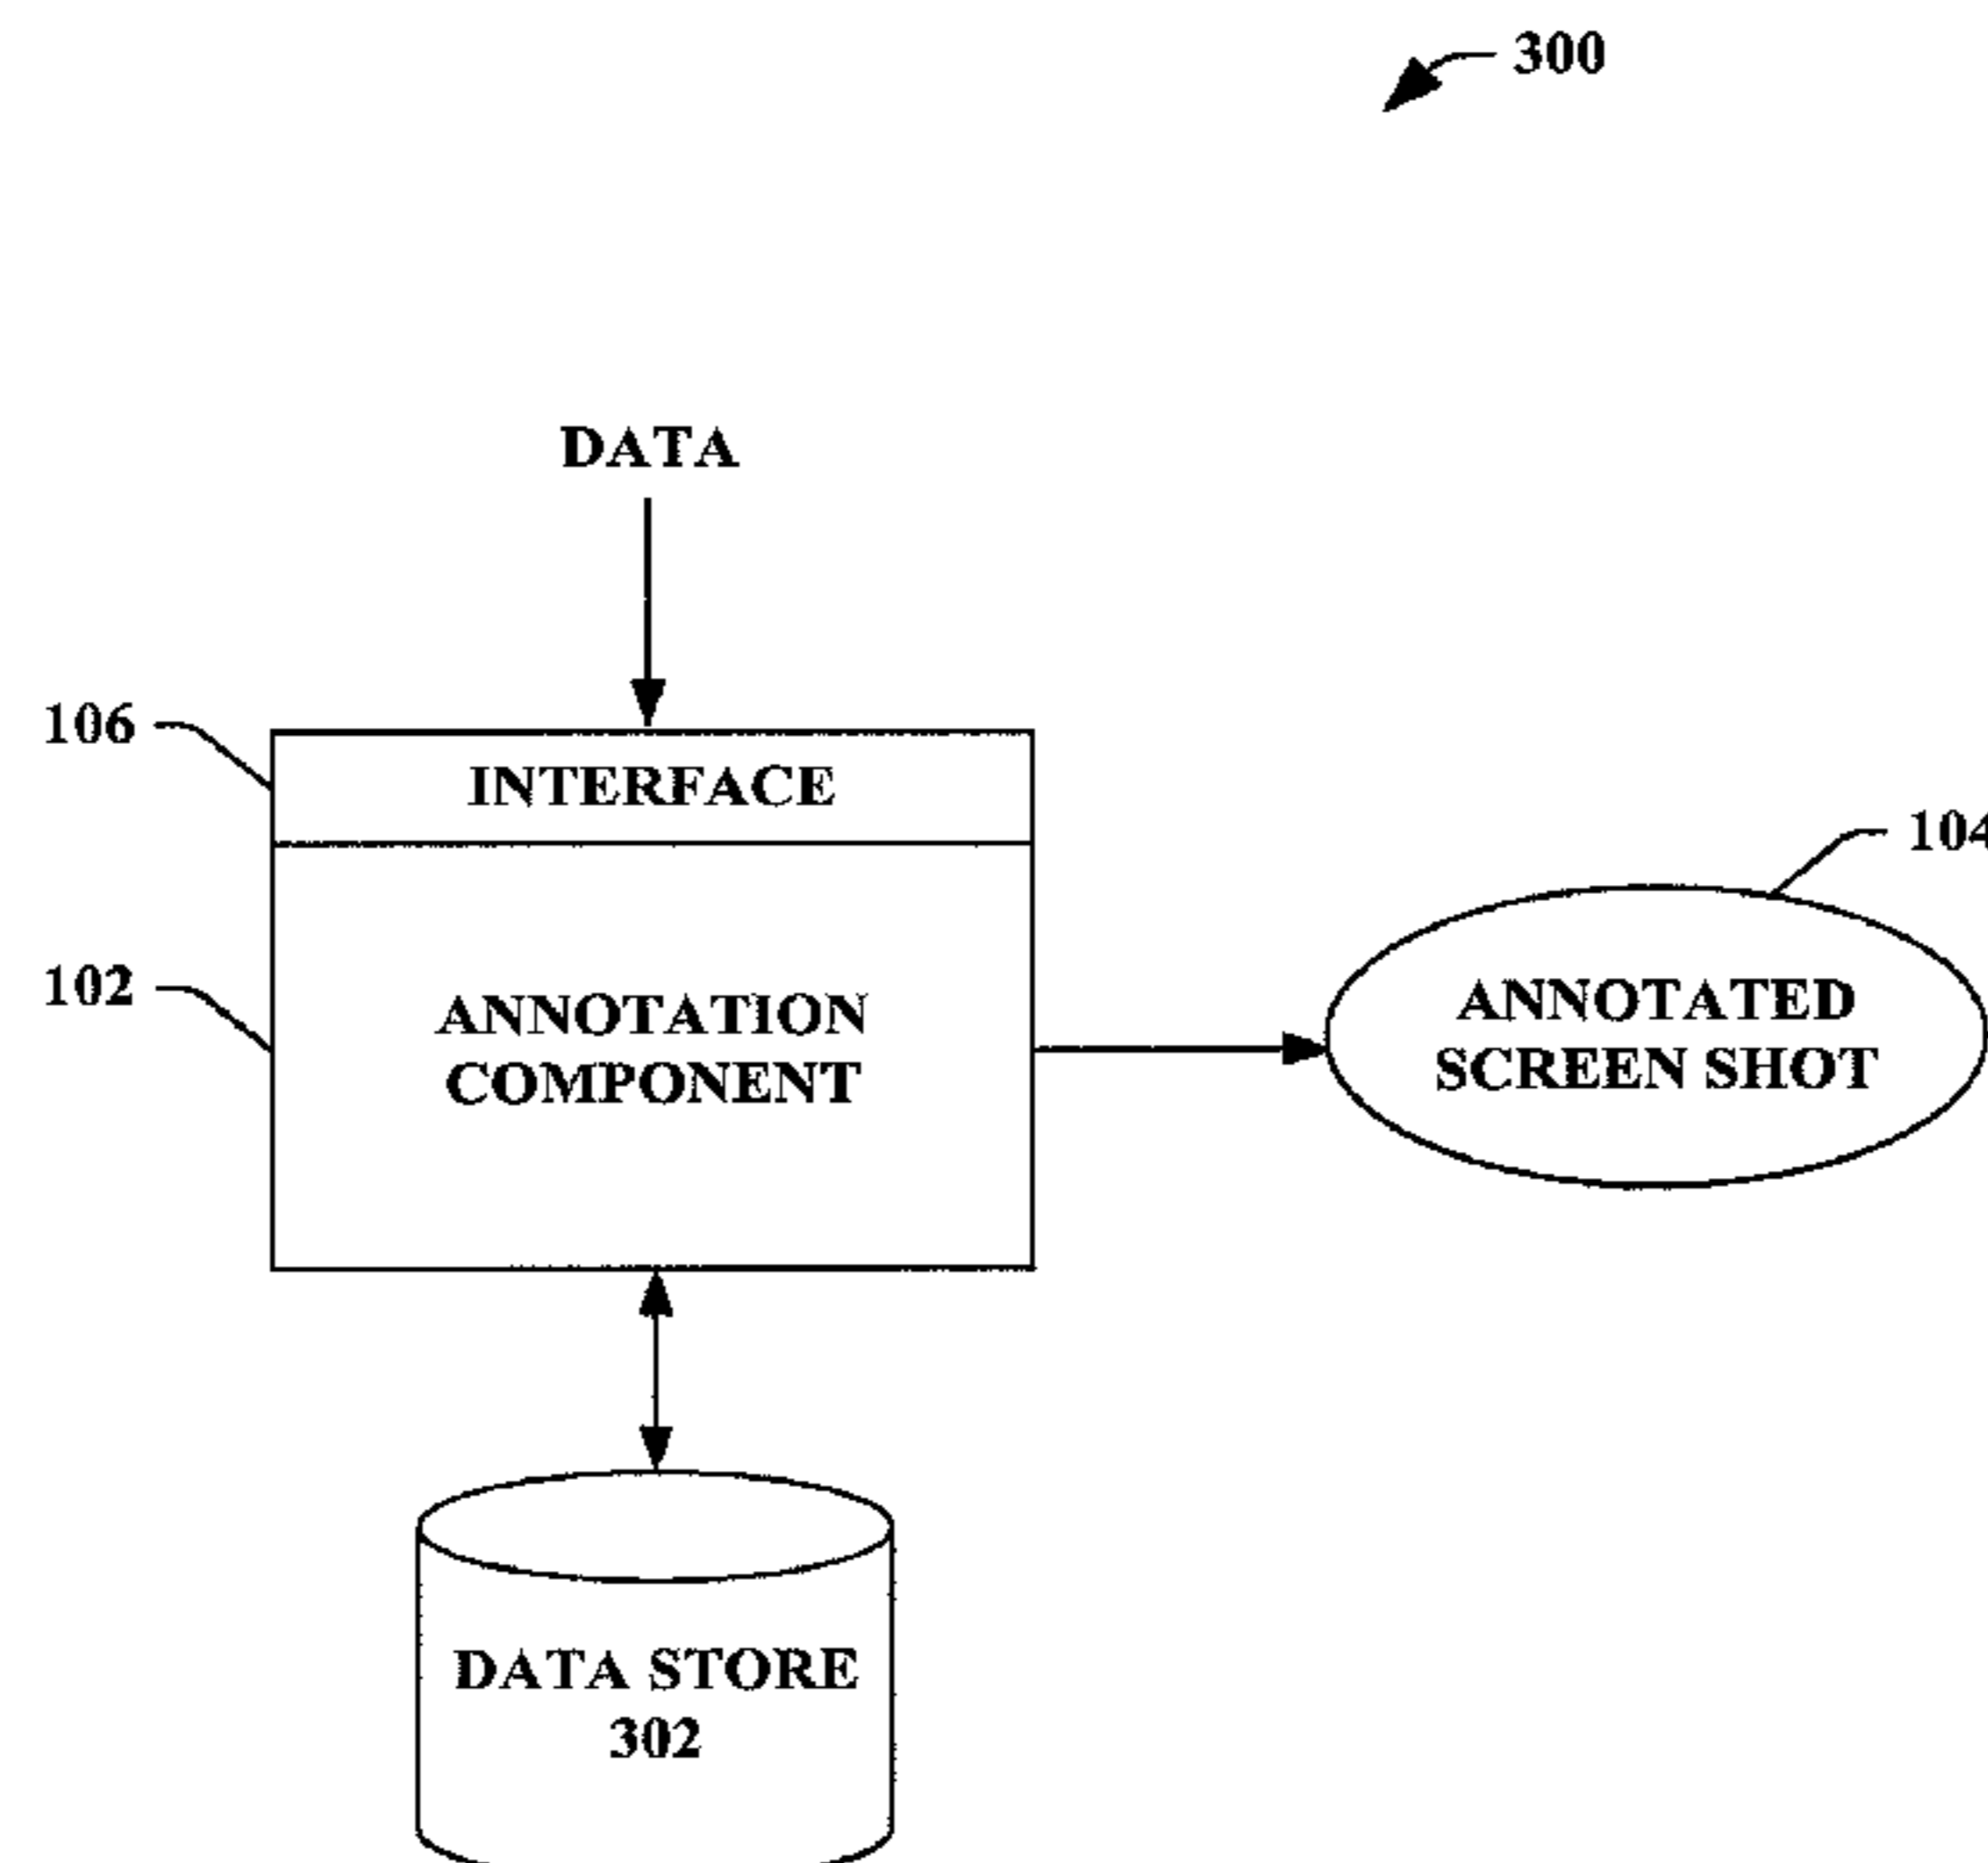 300
DATA
106
INTERFACE
104
102
ANNOTATION
COMPONENT
ANNOTATED
SCREEN SHOT
DATA STORE
302